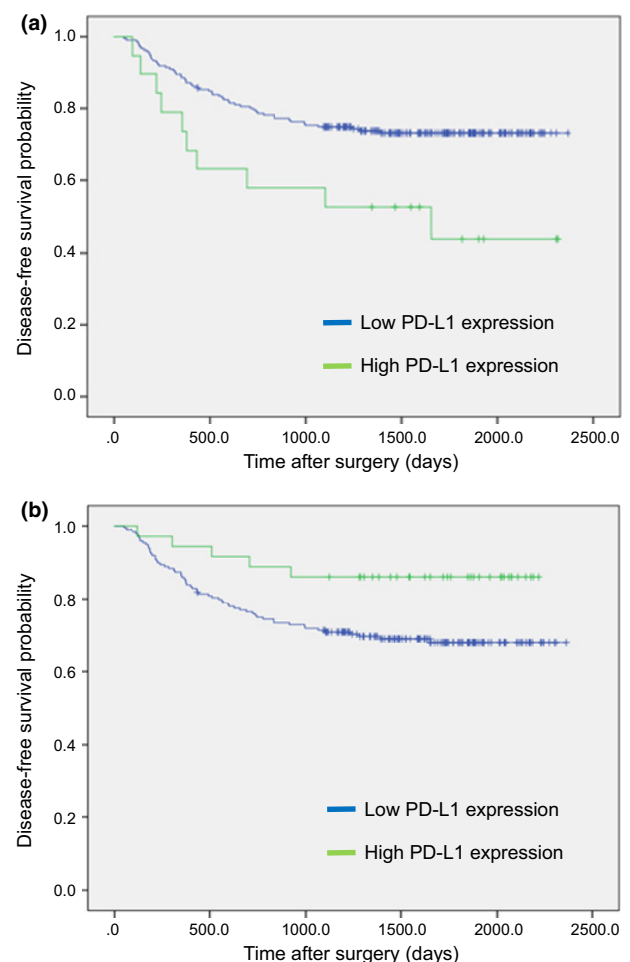 (a)
1.0
0.8
0.6
0.4
0.2
0.0
Disease-free survival probability
Low PD-L1 expression
High PD-L1 expression
.0 500.0 1000.0 1500.0 2000.0 2500.0
Time after surgery (days)
(b)
1.0
0.8
0.6
0.4
0.2
0.0
Disease-free survival probability
Low PD-L1 expression
High PD-L1 expression
.0 500.0 1000.0 1500.0 2000.0 2500.0
Time after surgery (days)